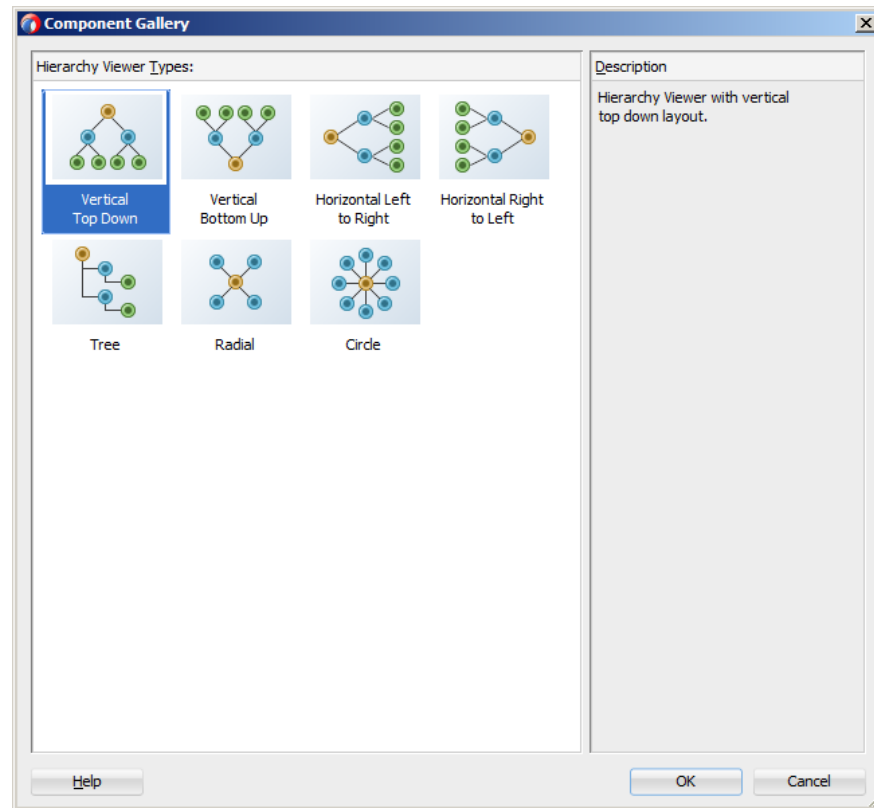 Component Gallery
Hierarchy Viewer Types:
Description
Hierarchy Viewer with vertical
top down layout.
Vertical
Top Down
Vertical
Bottom Up
Horizontal Left
to Right
Horizontal Right
to Left
Tree
Radial
Circle
Help
OK
Cancel